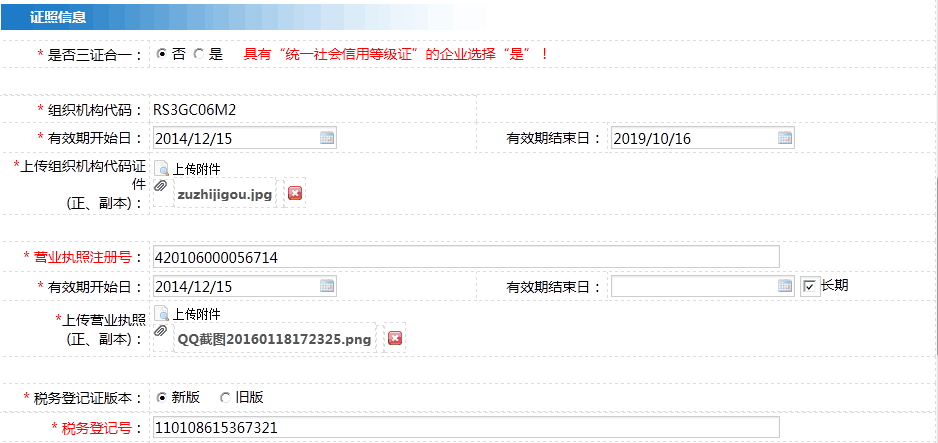 证照信息
* 是否三证合一： 否 是 具有“统一社会信用等级证”的企业选择“是”！
* 组织机构代码： RS3GC06M2
* 有效期开始日： 2014/12/15 有效期结束日： 2019/10/16
*上传组织机构代码证 上传附件
件
(正、副本)： zuzhijigou.jpg
* 营业执照注册号： 420106000056714
* 有效期开始日： 2014/12/15 有效期结束日： 长期
*上传营业执照 上传附件
(正、副本)： QQ截图20160118172325.png
* 税务登记证版本： 新版 旧版
* 税务登记号： 110108615367321